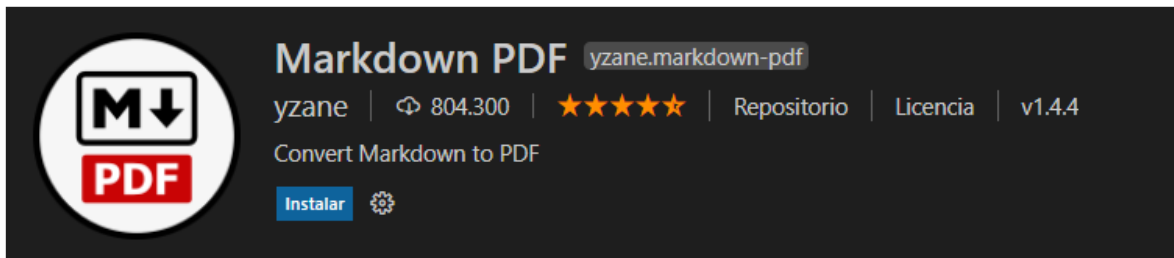 M
PDF
Markdown PDF yzane.markdown-pdf
yzane 804.300 Repositorio Licencia v1.4.4
Convert Markdown to PDF
Instalar